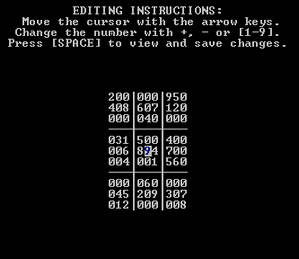 EDITING INSTRUCTIONS:
Move the cursor with the arrow keys.
Change the number with +, - or [1-9].
Press [SPACE] to view and save changes.
200|000|950
408|607|120
000|040|000
031|500|400
006|894|700
004|001|560
000|060|000
045|209|307
012|000|008